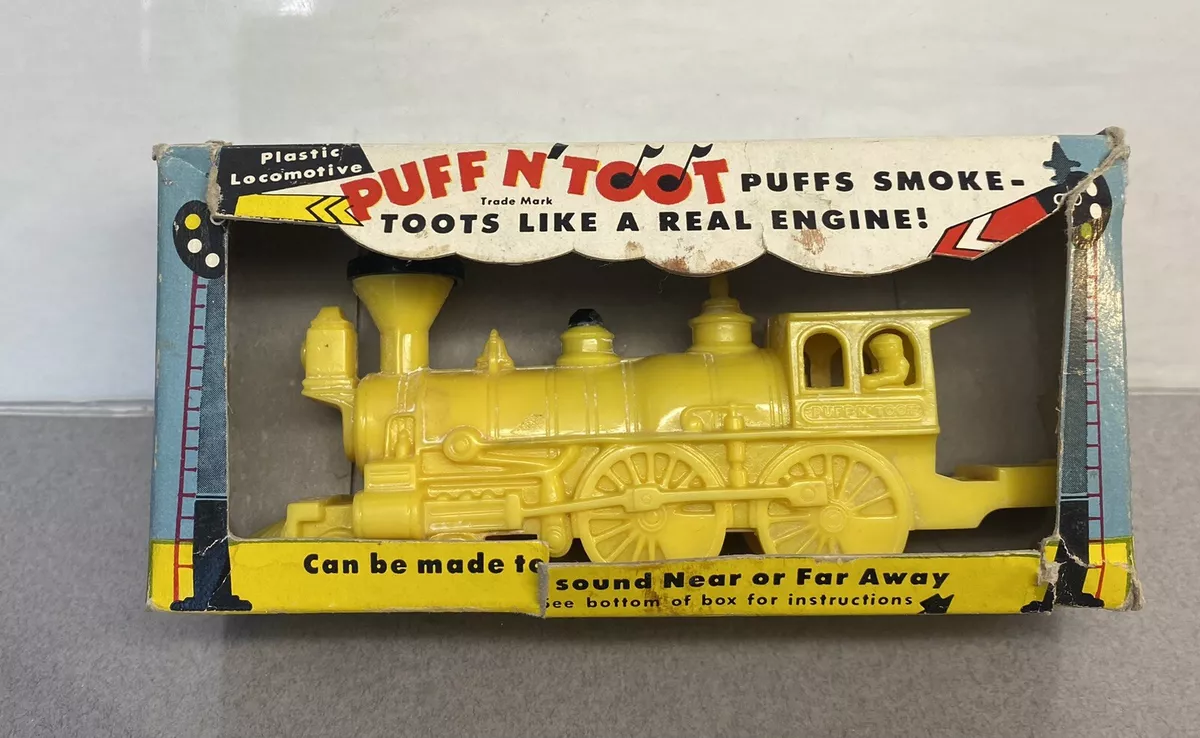 Plastic
Locomotive
PUFF N' TOOT
Trade Mark
PUFFS SMOKE-
TOOTS LIKE A REAL ENGINE!
PUFF N' TOOT
Can be made to sound Near or Far Away
See bottom of box for instructions